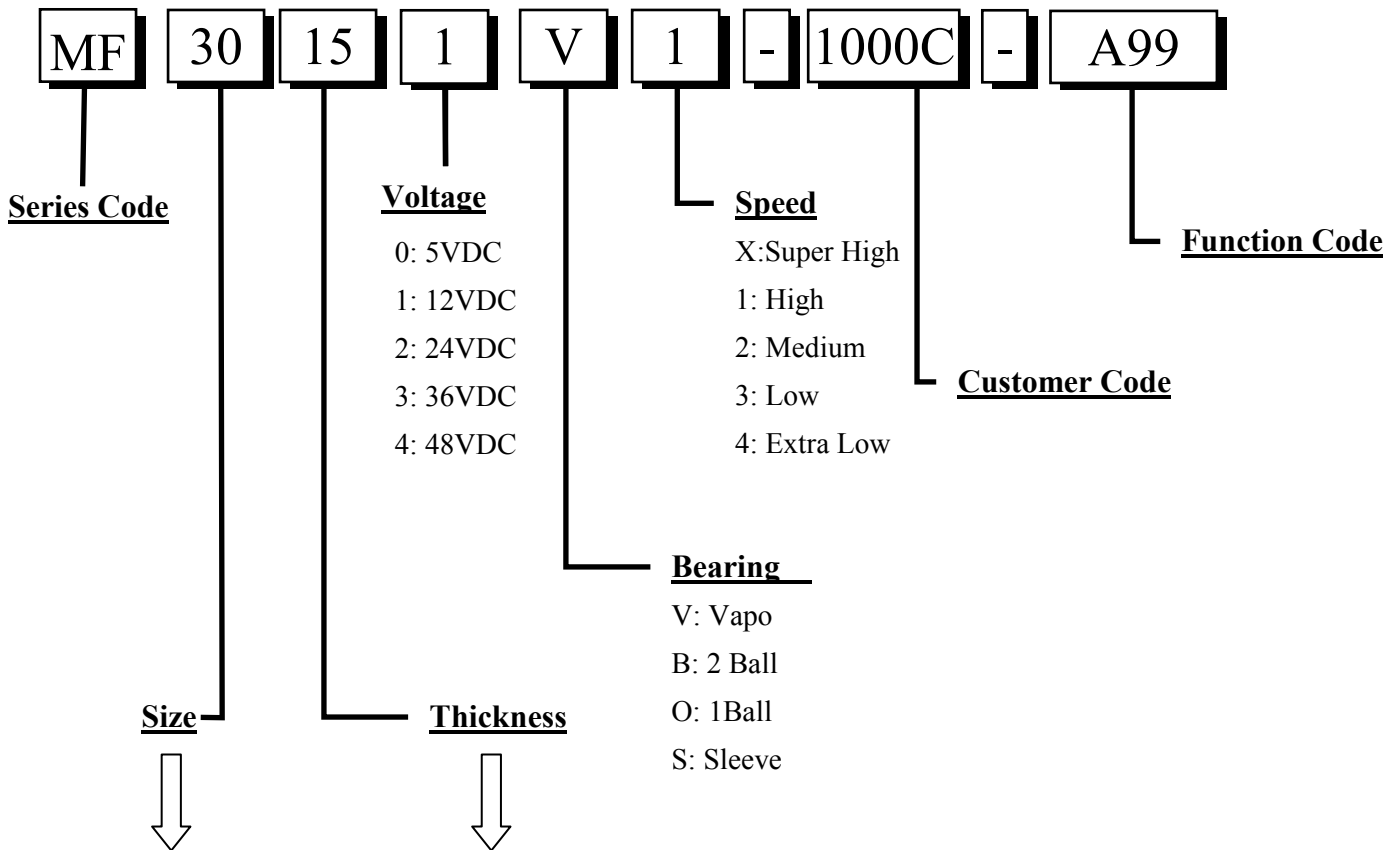 MF 30 15 1 V 1 - 1000C - A99
Series Code
Voltage
0: 5VDC
1: 12VDC
2: 24VDC
3: 36VDC
4: 48VDC
Speed
X:Super High
1: High
2: Medium
3: Low
4: Extra Low
Function Code
Customer Code
Bearing
V: Vapo
B: 2 Ball
O: 1Ball
S: Sleeve
Size
Thickness